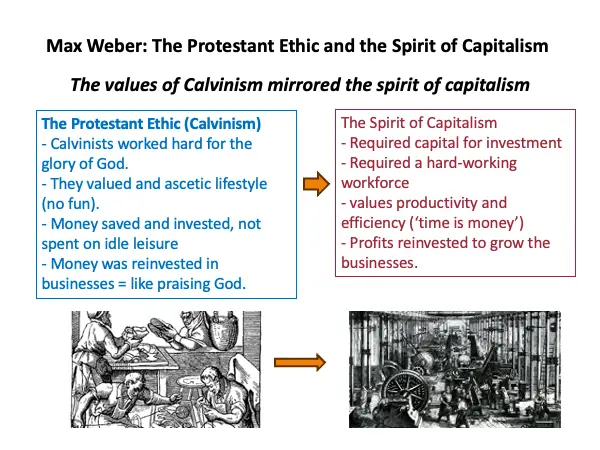 Max Weber: The Protestant Ethic and the Spirit of Capitalism
The values of Calvinism mirrored the spirit of capitalism
The Protestant Ethic (Calvinism)
- Calvinists worked hard for the
glory of God.
- They valued and ascetic lifestyle
(no fun).
- Money saved and invested, not
spent on idle leisure
- Money was reinvested in
businesses = like praising God.
The Spirit of Capitalism
- Required capital for investment
- Required a hard-working
workforce
- values productivity and
efficiency (‘time is money’)
- Profits reinvested to grow the
businesses.